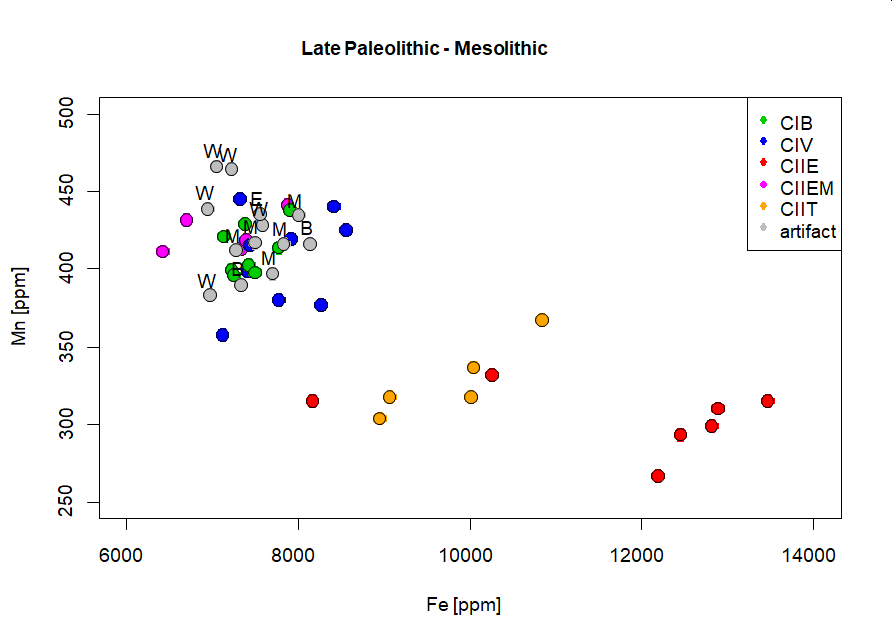 Late Paleolithic - Mesolithic
500
450
400
350
300
250
Mn [ppm]
W
W
W
E
W
M
M
B
M
M
M
B
W
CIB
CIV
CIIE
CIIEM
CIIT
artifact
6000
8000
10000
12000
14000
Fe [ppm]